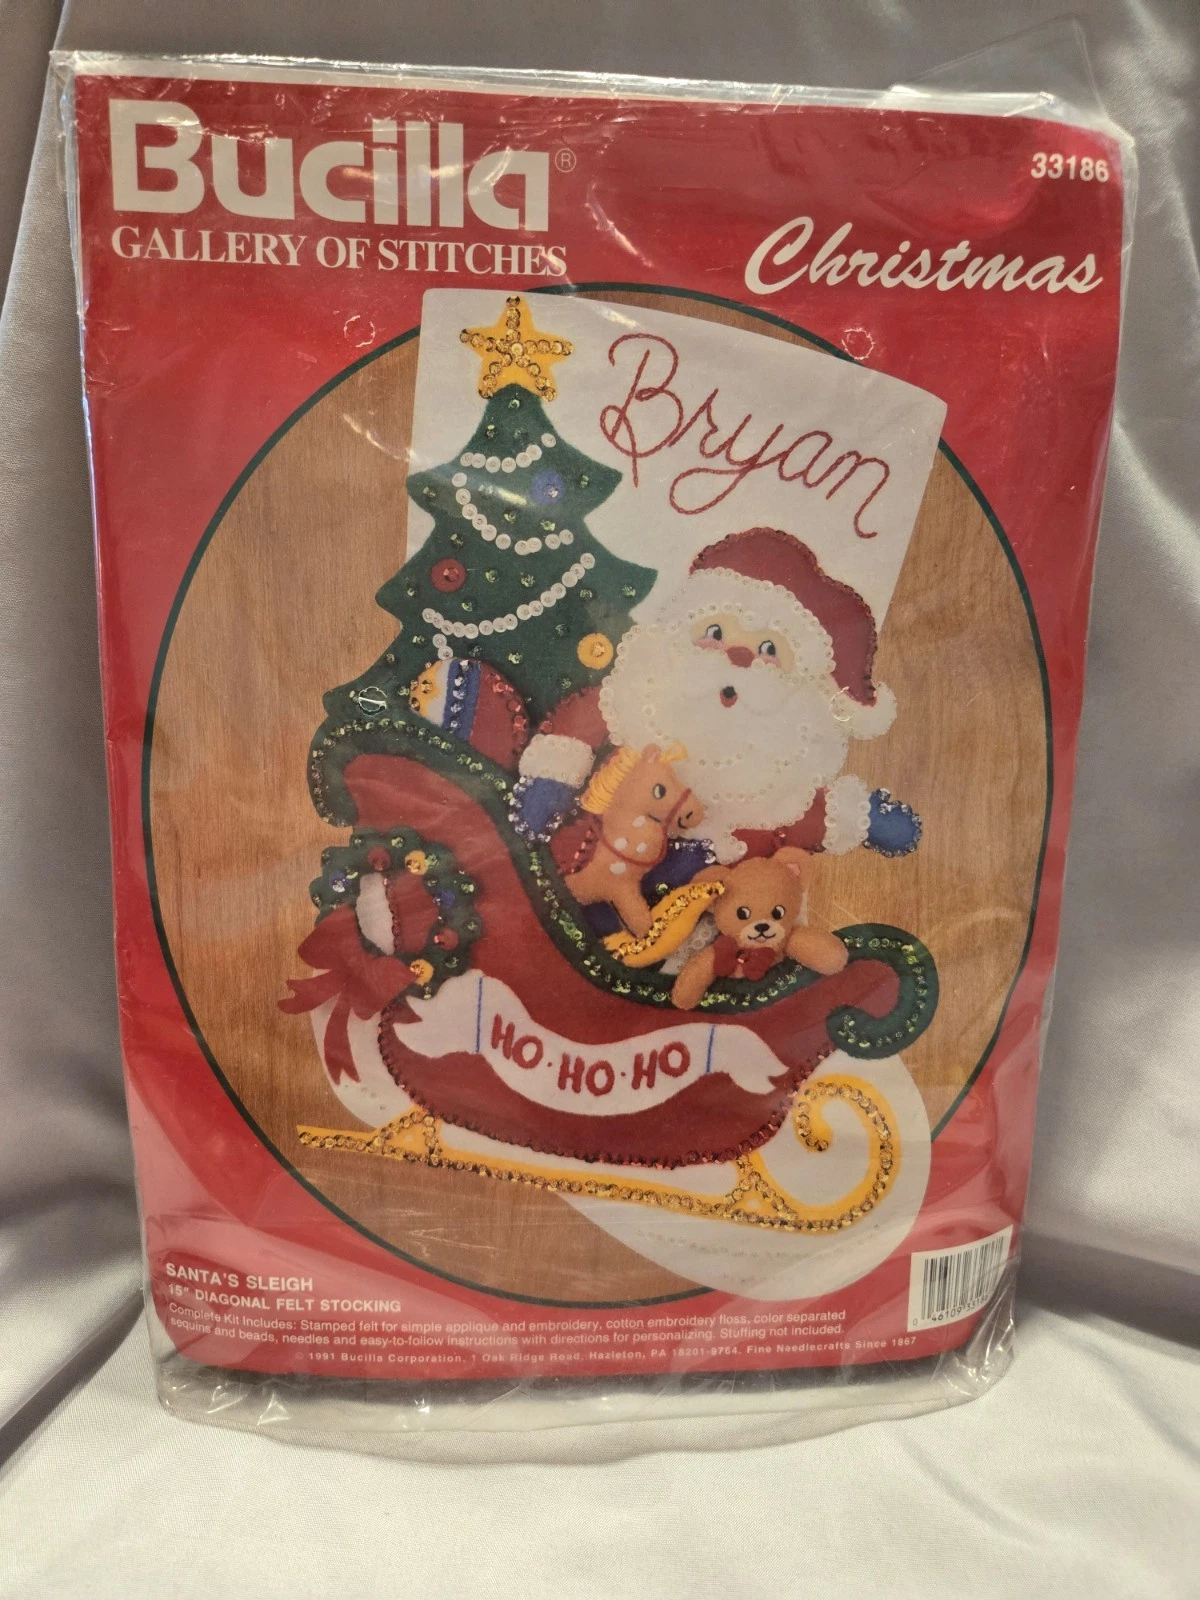 Bucilla®
GALLERY OF STITCHES
33186
Christmas
Bryan
HO·HO·HO
SANTA'S SLEIGH
15" DIAGONAL FELT STOCKING
Complete Kit Includes: Stamped felt for simple applique and embroidery, cotton embroidery floss, color separated
sequins and beads, needles and easy-to-follow instructions with directions for personalizing. Stuffing not included.
© 1991 Bucilla Corporation, 1 Oak Ridge Road, Hazleton, PA 18201-9764. Fine Needlecrafts Since 1867